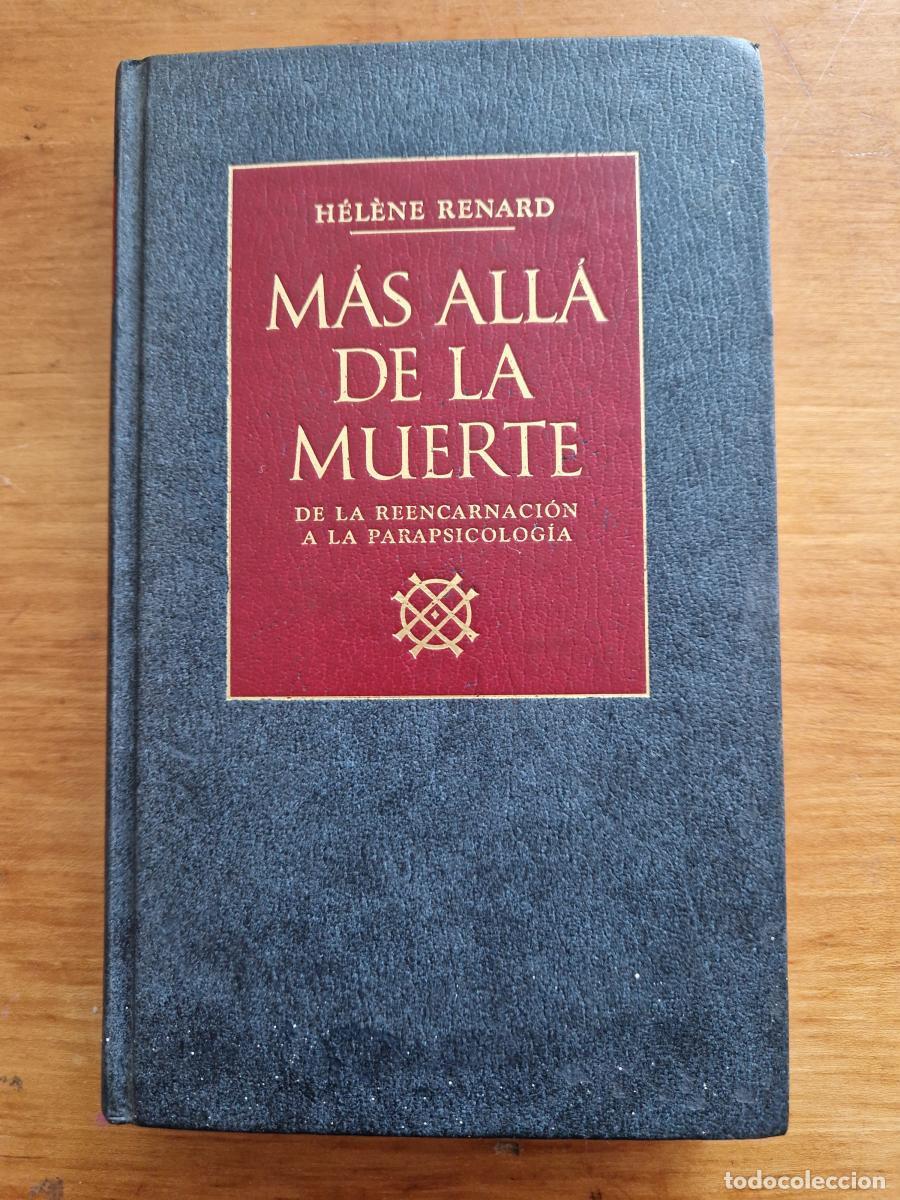 HÉLÈNE RENARD
MÁS ALLÁ
DE LA
MUERTE
DE LA REENCARNACIÓN
A LA PARAPSICOLOGÍA
todocoleccion